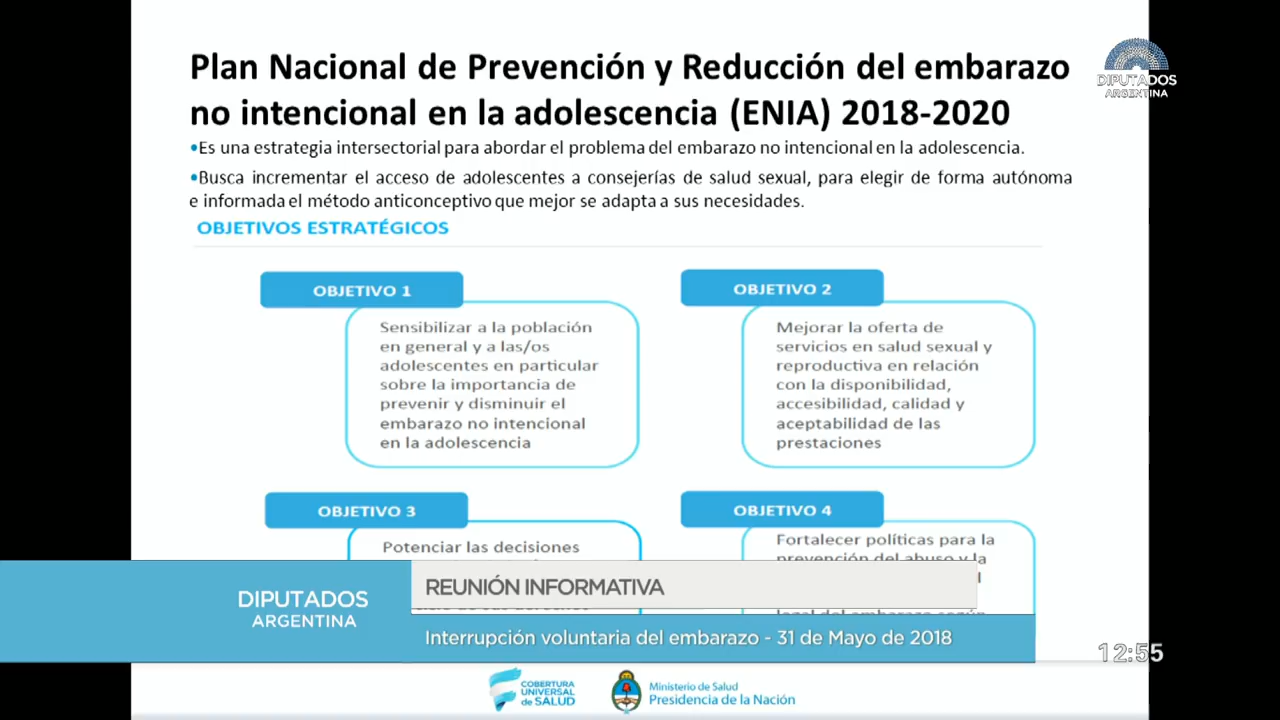 Plan Nacional de Prevención y Reducción del embarazo
no intencional en la adolescencia (ENIA) 2018-2020
DIPUTADOS
ARGENTINA
•Es una estrategia intersectorial para abordar el problema del embarazo no intencional en la adolescencia.
•Busca incrementar el acceso de adolescentes a consejerías de salud sexual, para elegir de forma autónoma
e informada el método anticonceptivo que mejor se adapta a sus necesidades.
OBJETIVOS ESTRATÉGICOS
OBJETIVO 1
Sensibilizar a la población
en general y a las/os
adolescentes en particular
sobre la importancia de
prevenir y disminuir el
embarazo no intencional
en la adolescencia
OBJETIVO 2
Mejorar la oferta de
servicios en salud sexual y
reproductiva en relación
con la disponibilidad,
accesibilidad, calidad y
aceptabilidad de las
prestaciones
OBJETIVO 3
Potenciar las decisiones
OBJETIVO 4
Fortalecer políticas para la
prevención del abuso y la
DIPUTADOS
ARGENTINA
REUNIÓN INFORMATIVA
Interrupción voluntaria del embarazo - 31 de Mayo de 2018
12:55
COBERTURA
UNIVERSAL
de SALUD
Ministerio de Salud
Presidencia de la Nación